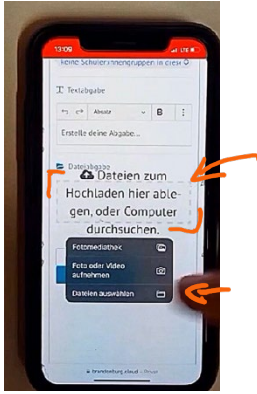 13:09
LTE
keine Schüler:innengruppen in dies
Textabgabe
Absatz
B
Erstelle deine Abgabe...
Dateiabgabe
Dateien zum
Hochladen hier able-
gen, oder Computer
durchsuchen.
Fotomediathek
Foto oder Video
aufnehmen
Dateien auswählen
brandenburg.cloud – Privat